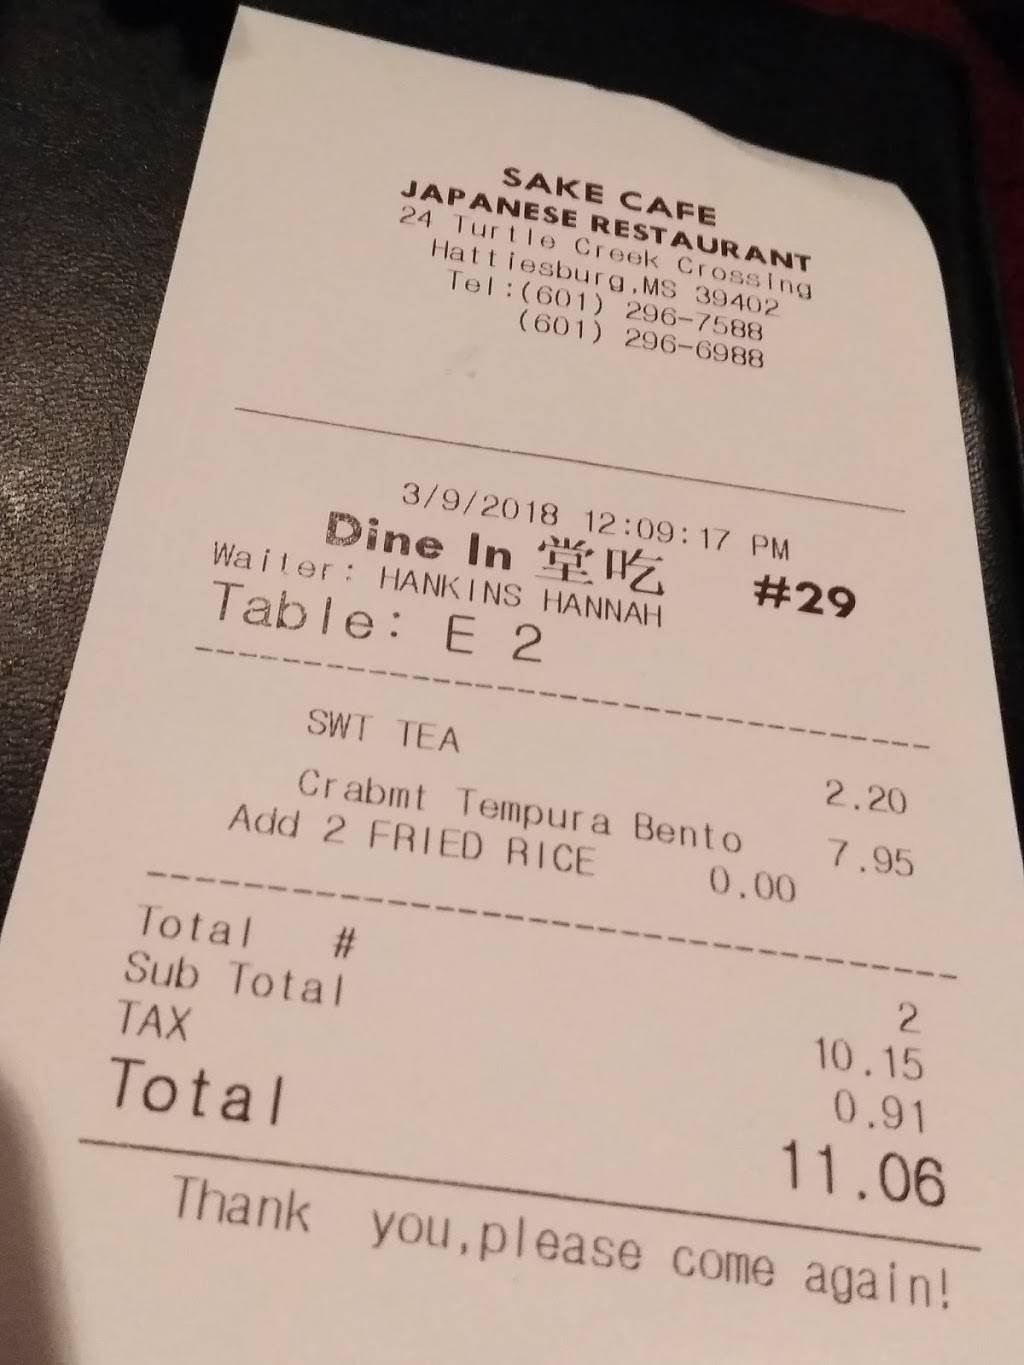 SAKE CAFE
JAPANESE RESTAURANT
24 Turtle Creek Crossing
Hattiesburg,MS 39402
Tel:(601) 296-7588
(601) 296-6988
3/9/2018 12:09:17 PM
Dine In 堂吃 #29
Waiter: HANKINS HANNAH
Table: E 2
SWT TEA 2.20
Crabmt Tempura Bento 7.95
Add 2 FRIED RICE 0.00
Total # 2
Sub Total 10.15
TAX 0.91
Total 11.06
Thank you,please come again!